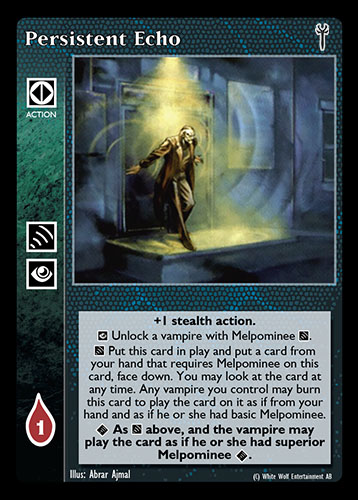 Persistent Echo
ACTION
+1 stealth action.
Unlock a vampire with Melpominee.
Put this card in play and put a card from
your hand that requires Melpominee on this
card, face down. You may look at the card at
any time. Any vampire you control may burn
this card to play the card on it as if from your
hand and as if he or she had basic Melpominee.
As above, and the vampire may
play the card as if he or she had superior
Melpominee.
1
Illus: Abrar Ajmal
(C) White Wolf Entertainment AB